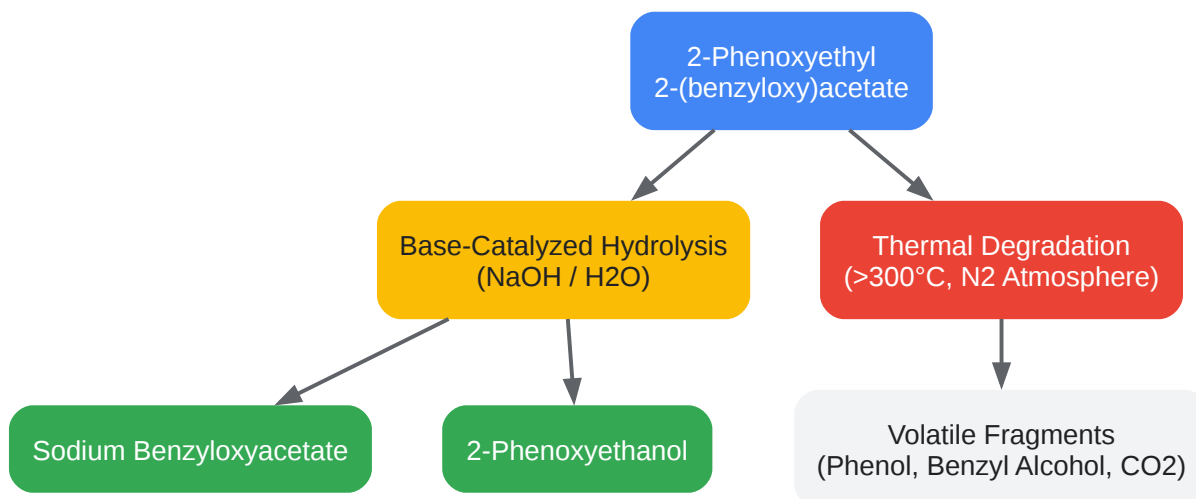 2-Phenoxyethyl
2-(benzyloxy)acetate
Base-Catalyzed Hydrolysis
(NaOH / H2O)
Thermal Degradation
(>300°C, N2 Atmosphere)
Sodium Benzyloxyacetate
2-Phenoxyethanol
Volatile Fragments
(Phenol, Benzyl Alcohol, CO2)